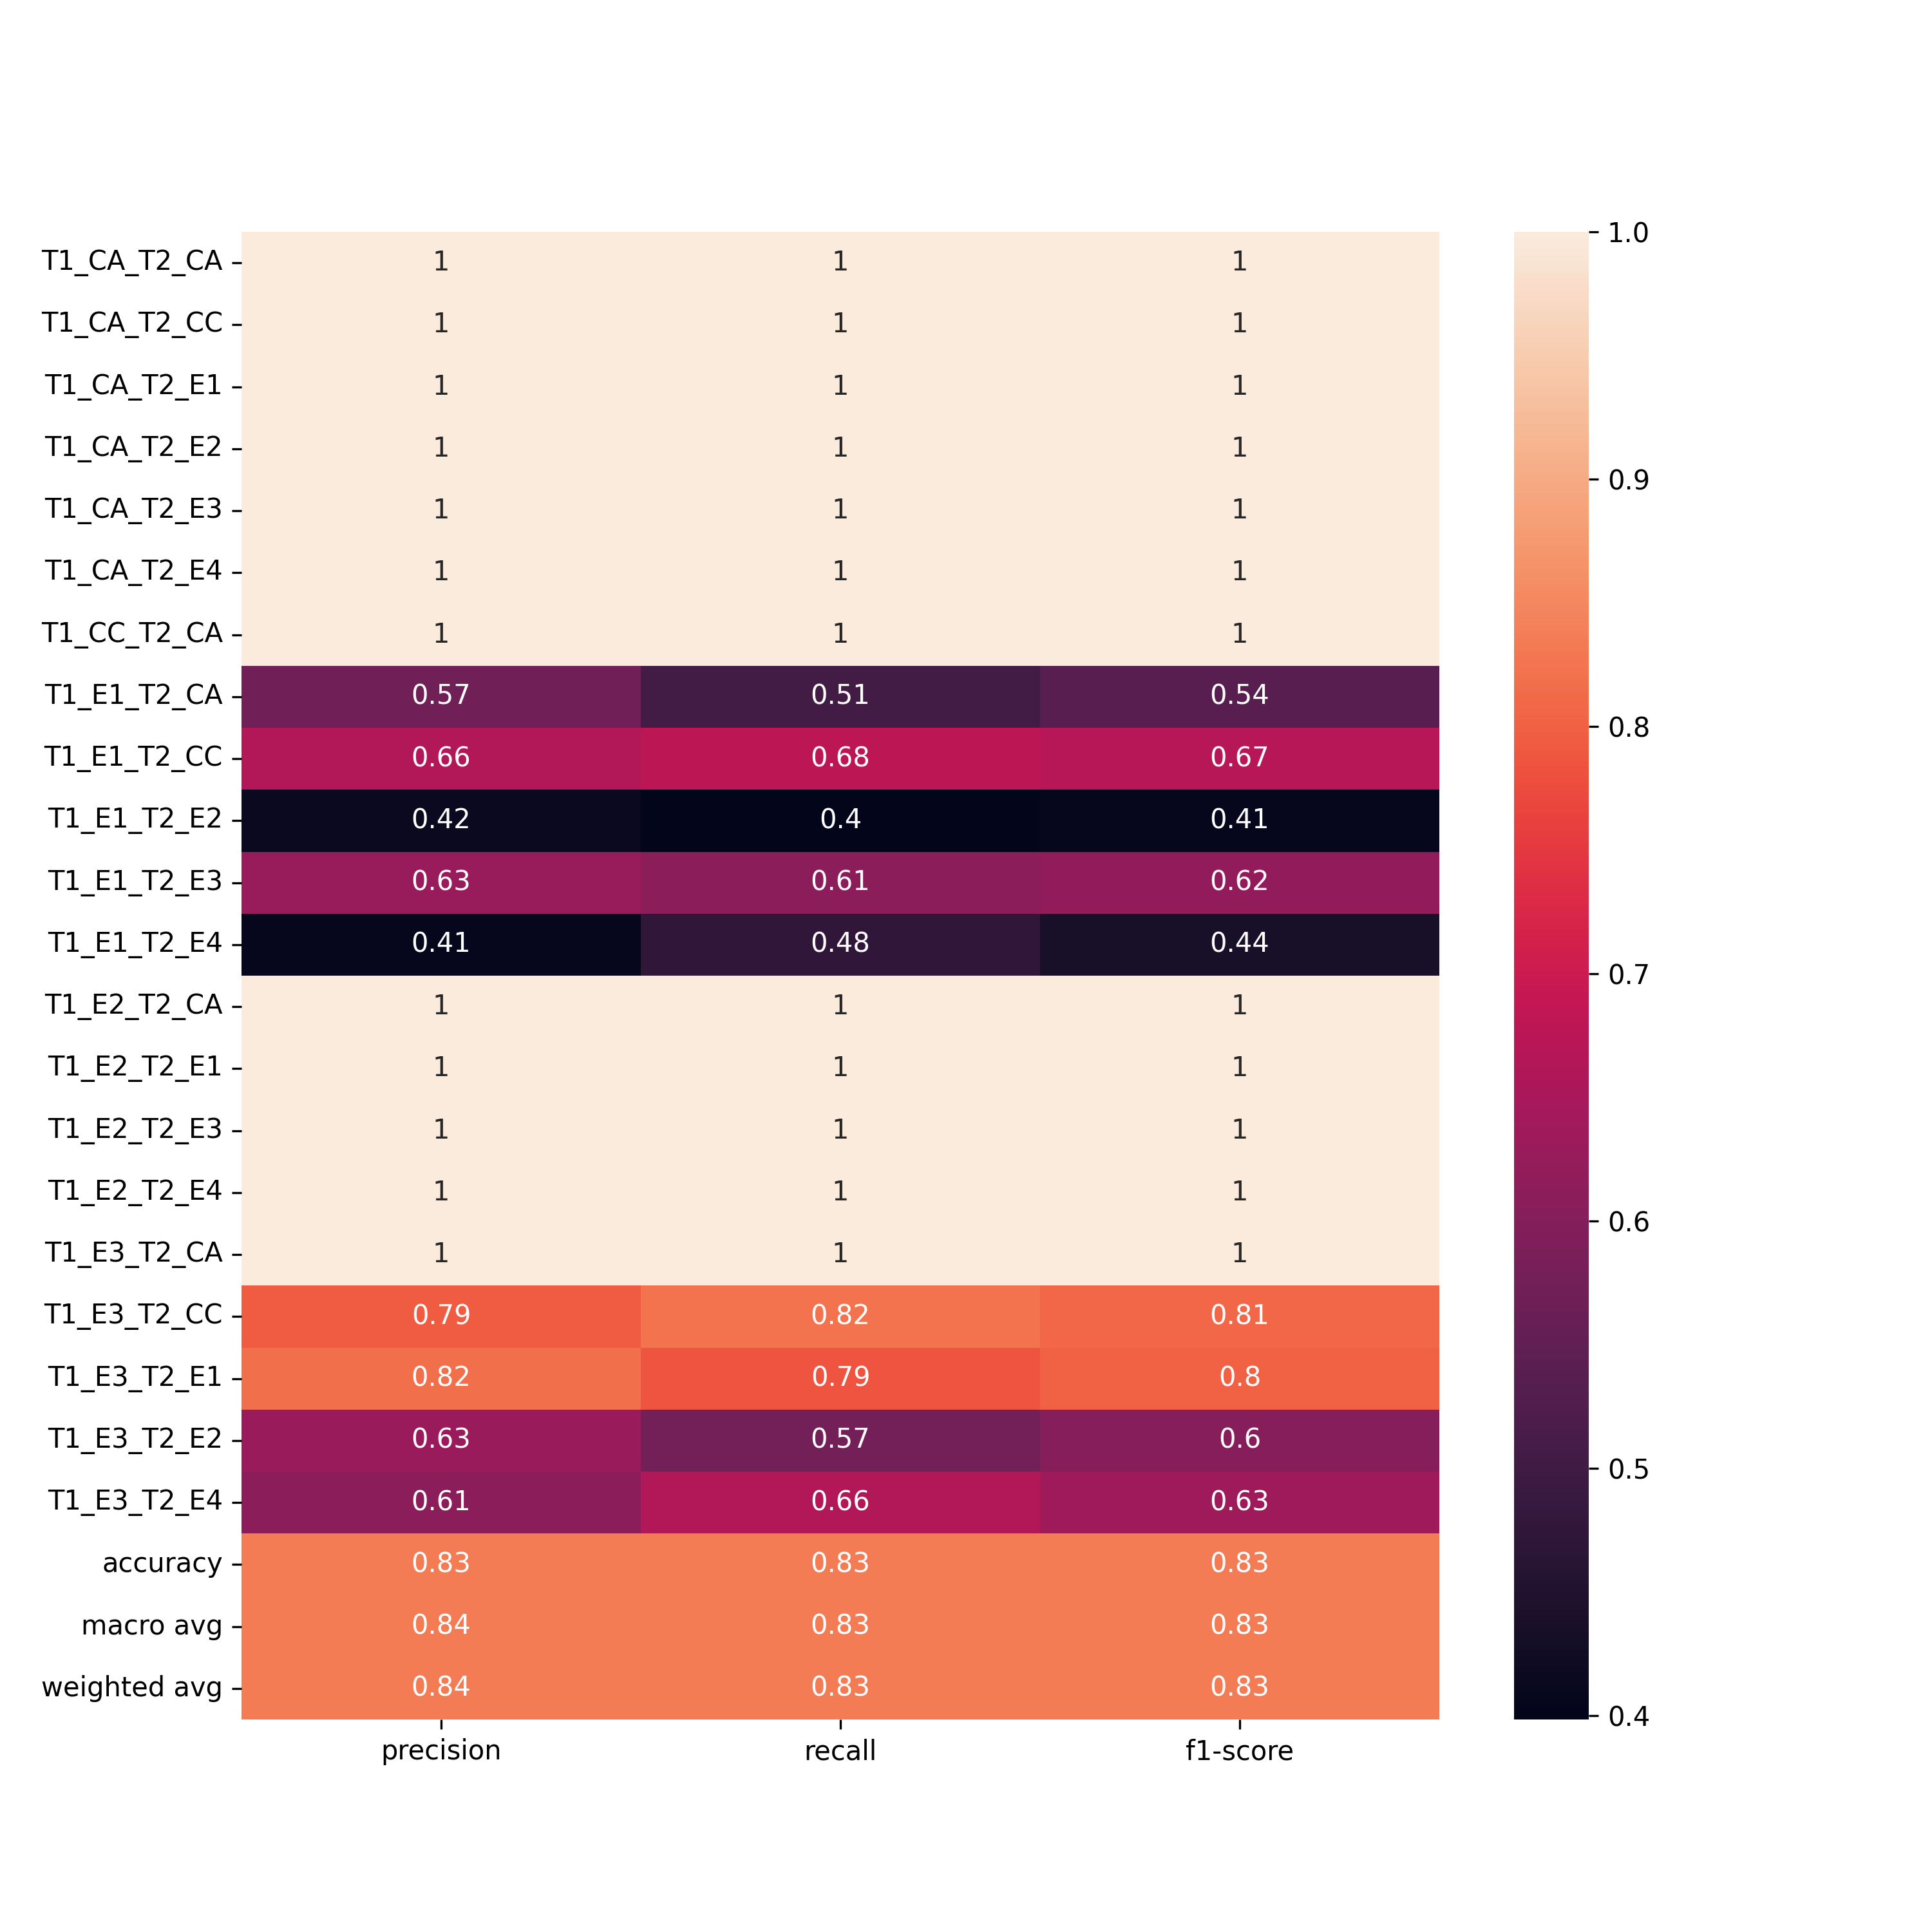 T1_CA_T2_CA 1 1 1
T1_CA_T2_CC 1 1 1
T1_CA_T2_E1 1 1 1
T1_CA_T2_E2 1 1 1
T1_CA_T2_E3 1 1 1
T1_CA_T2_E4 1 1 1
T1_CC_T2_CA 1 1 1
T1_E1_T2_CA 0.57 0.51 0.54
T1_E1_T2_CC 0.66 0.68 0.67
T1_E1_T2_E2 0.42 0.4 0.41
T1_E1_T2_E3 0.63 0.61 0.62
T1_E1_T2_E4 0.41 0.48 0.44
T1_E2_T2_CA 1 1 1
T1_E2_T2_E1 1 1 1
T1_E2_T2_E3 1 1 1
T1_E2_T2_E4 1 1 1
T1_E3_T2_CA 1 1 1
T1_E3_T2_CC 0.79 0.82 0.81
T1_E3_T2_E1 0.82 0.79 0.8
T1_E3_T2_E2 0.63 0.57 0.6
T1_E3_T2_E4 0.61 0.66 0.63
accuracy 0.83 0.83 0.83
macro avg 0.84 0.83 0.83
weighted avg 0.84 0.83 0.83
precision recall f1-score
1.0
0.9
0.8
0.7
0.6
0.5
0.4